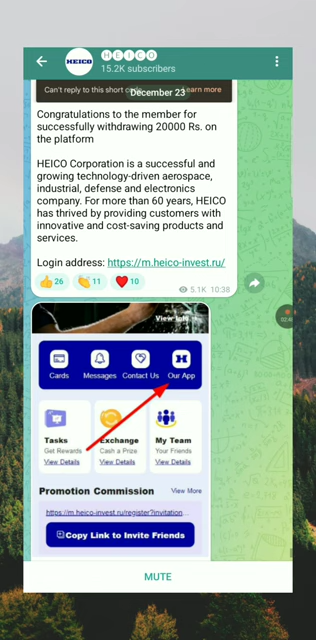 HEICO
15.2K subscribers
HEICO
Can't reply to this short code
Learn more
December 23
Congratulations to the member for
successfully withdrawing 20000 Rs. on
the platform
HEICO Corporation is a successful and
growing technology-driven aerospace,
industrial, defense and electronics
company. For more than 60 years, HEICO
has thrived by providing customers with
innovative and cost-saving products and
services.
Login address: https://m.heico-invest.ru/
26 11 10
5.1K 10:38
Cards Messages Contact Us Our App
Tasks Exchange My Team
Get Rewards Cash a Prize Your Friends
View Details View Details View Details
Promotion Commission View More
https://m.heico-invest.ru/register?invitation...
Copy Link to Invite Friends
MUTE